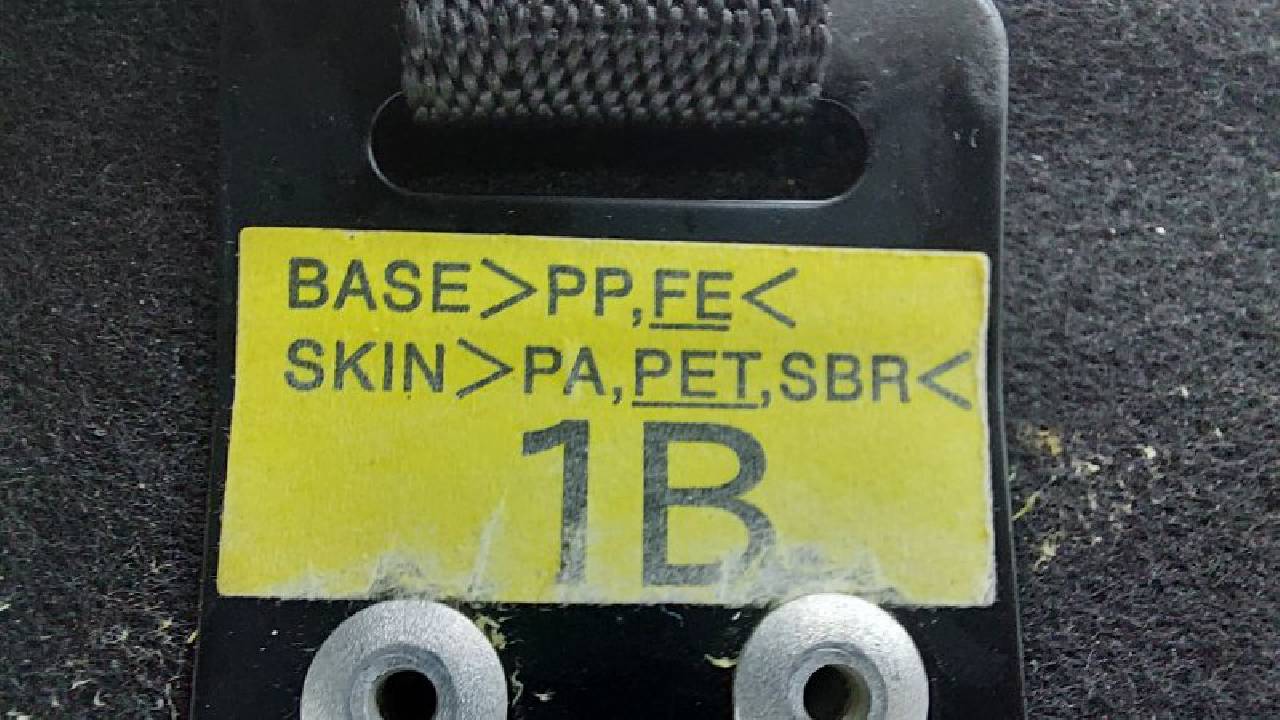 BASE>PP,FE<
SKIN>PA,PET,SBR<
1B